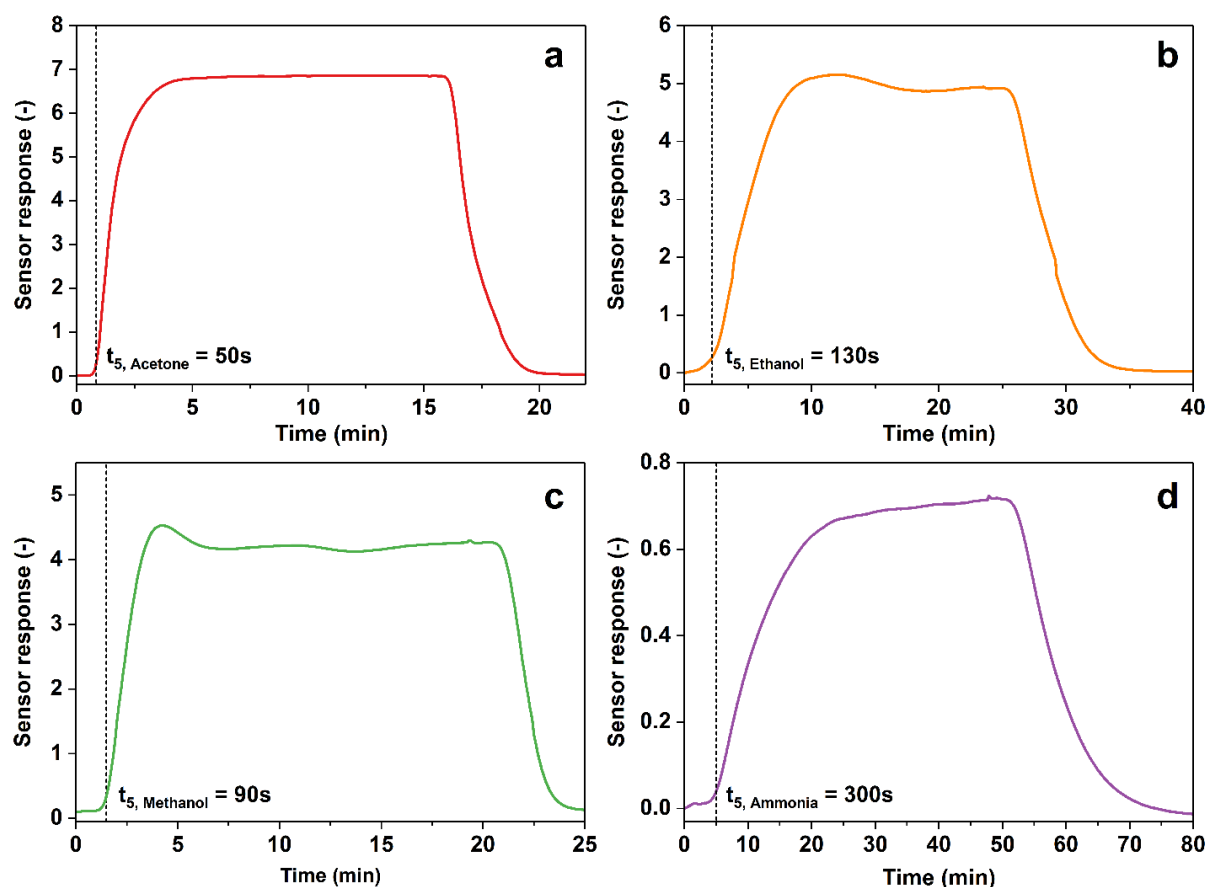 a
8
7
6
5
4
3
2
1
0
Sensor response (-)
t5, Acetone = 50s
0 5 10 15 20
Time (min)
b
6
5
4
3
2
1
0
Sensor response (-)
t5, Ethanol = 130s
0 10 20 30 40
Time (min)
c
5
4
3
2
1
0
Sensor response (-)
t5, Methanol = 90s
0 5 10 15 20 25
Time (min)
d
0.8
0.6
0.4
0.2
0.0
Sensor response (-)
t5, Ammonia = 300s
0 10 20 30 40 50 60 70 80
Time (min)